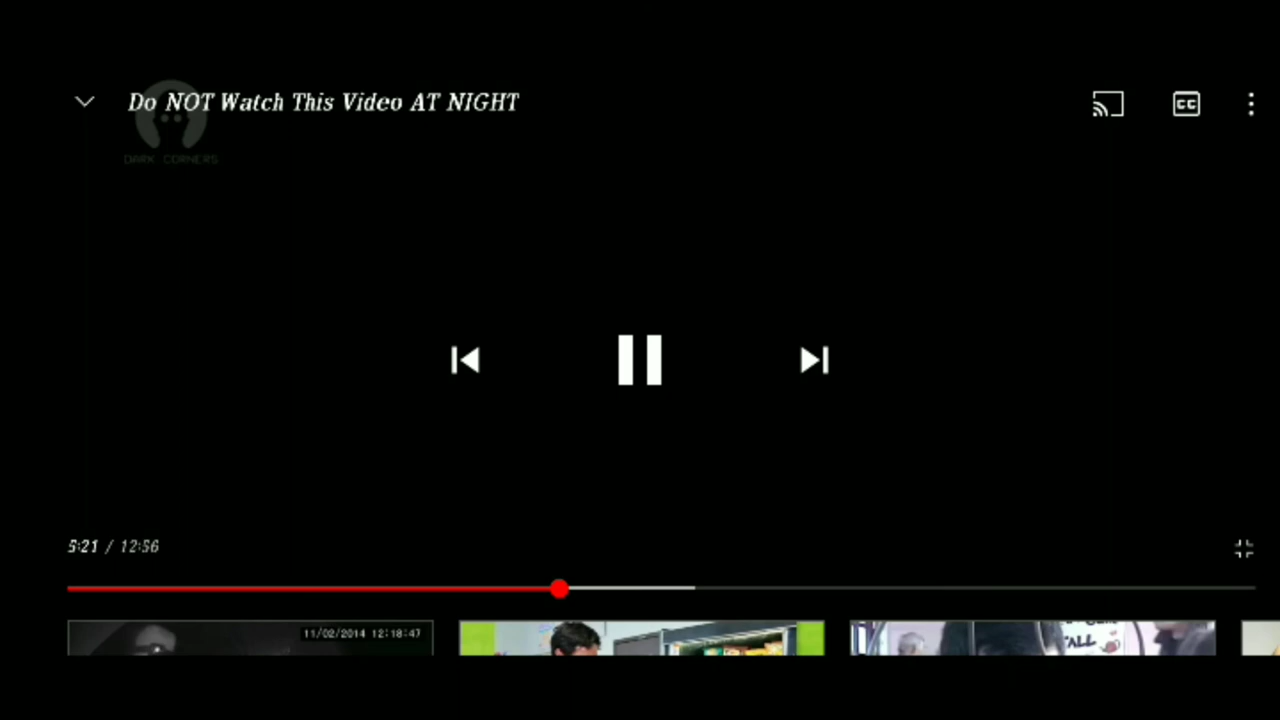 Do NOT Watch This Video AT NIGHT
DARK CORNERS
CC
5:21 / 12:56
11/02/2014 12:18:47